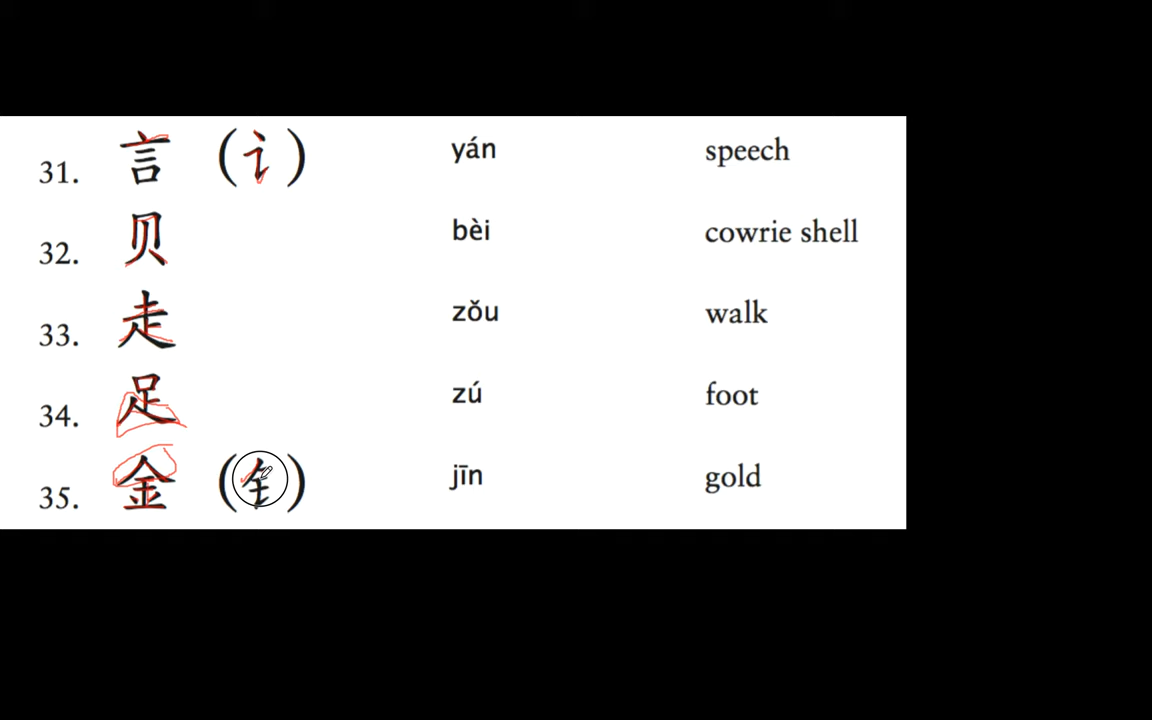 31. 言 (讠) yán speech
32. 贝 bèi cowrie shell
33. 走 zǒu walk
34. 足 zú foot
35. 金 (钅) jīn gold